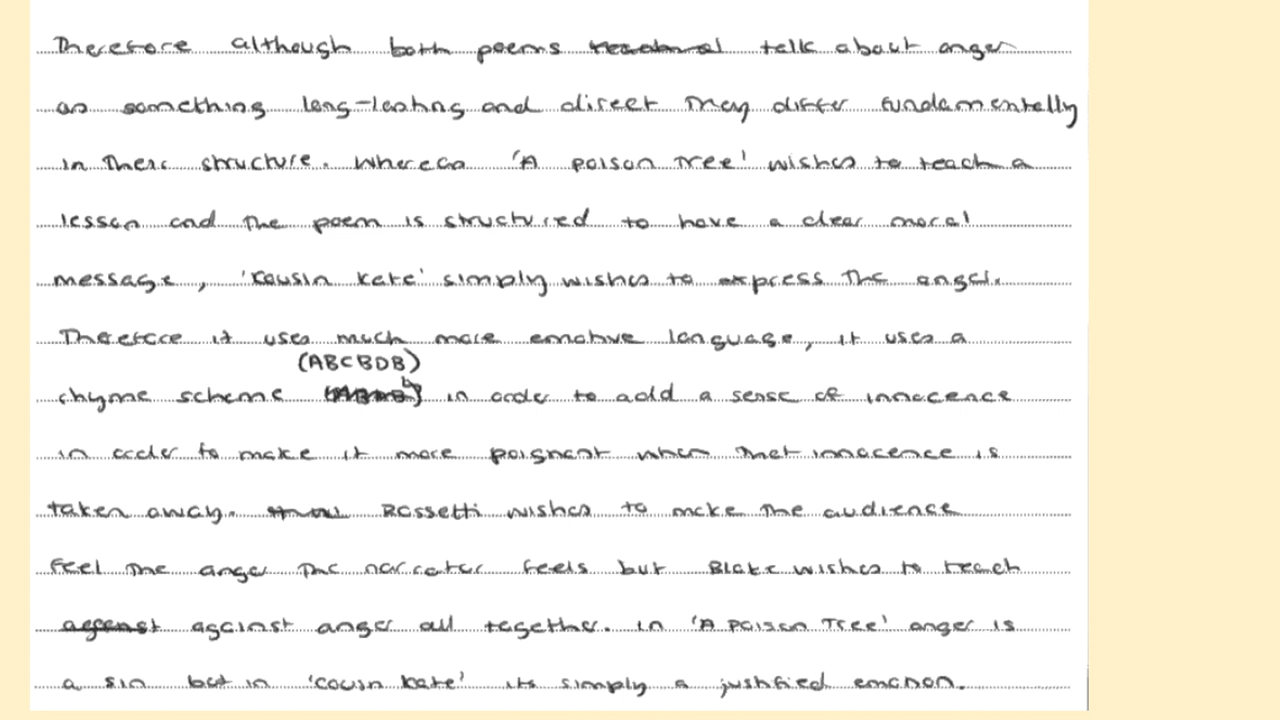 Therefore although both poems talk about anger
as something long-lasting and direct They differ fundamentally
in There structure. Whereas 'A Poison Tree' wishes to teach a
lesson and the poem is structured to have a clear moral
message, 'Cousin Kate' simply wishes to express the anger.
Therefore it uses much more emotive language, it uses a
(ABCBDB)
rhyme scheme in order to add a sense of innocence
in order to make it more poignant when that innocence is
taken away. Rossetti wishes to make the audience
feel the anger the narrator feels but Blake wishes to teach
against against anger all together. in 'A Poison Tree' anger is
a sin but in 'Cousin Kate' its simply a justified emotion.